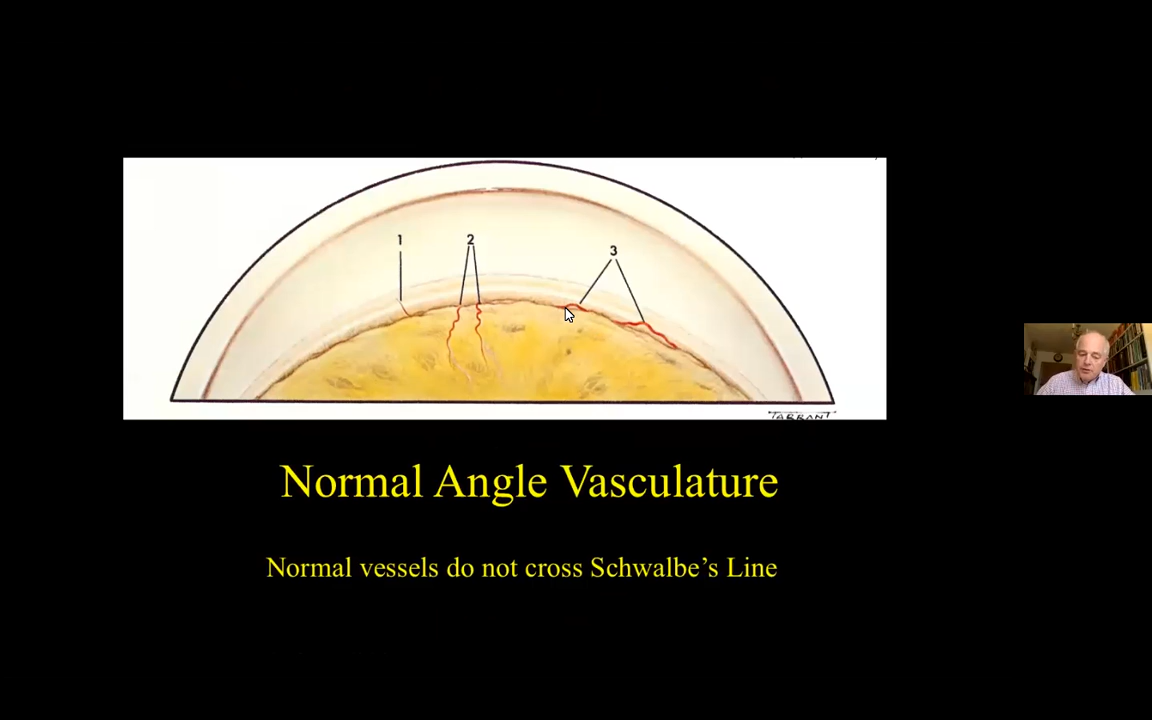 1 2 3
TARRANT
Normal Angle Vasculature
Normal vessels do not cross Schwalbe’s Line